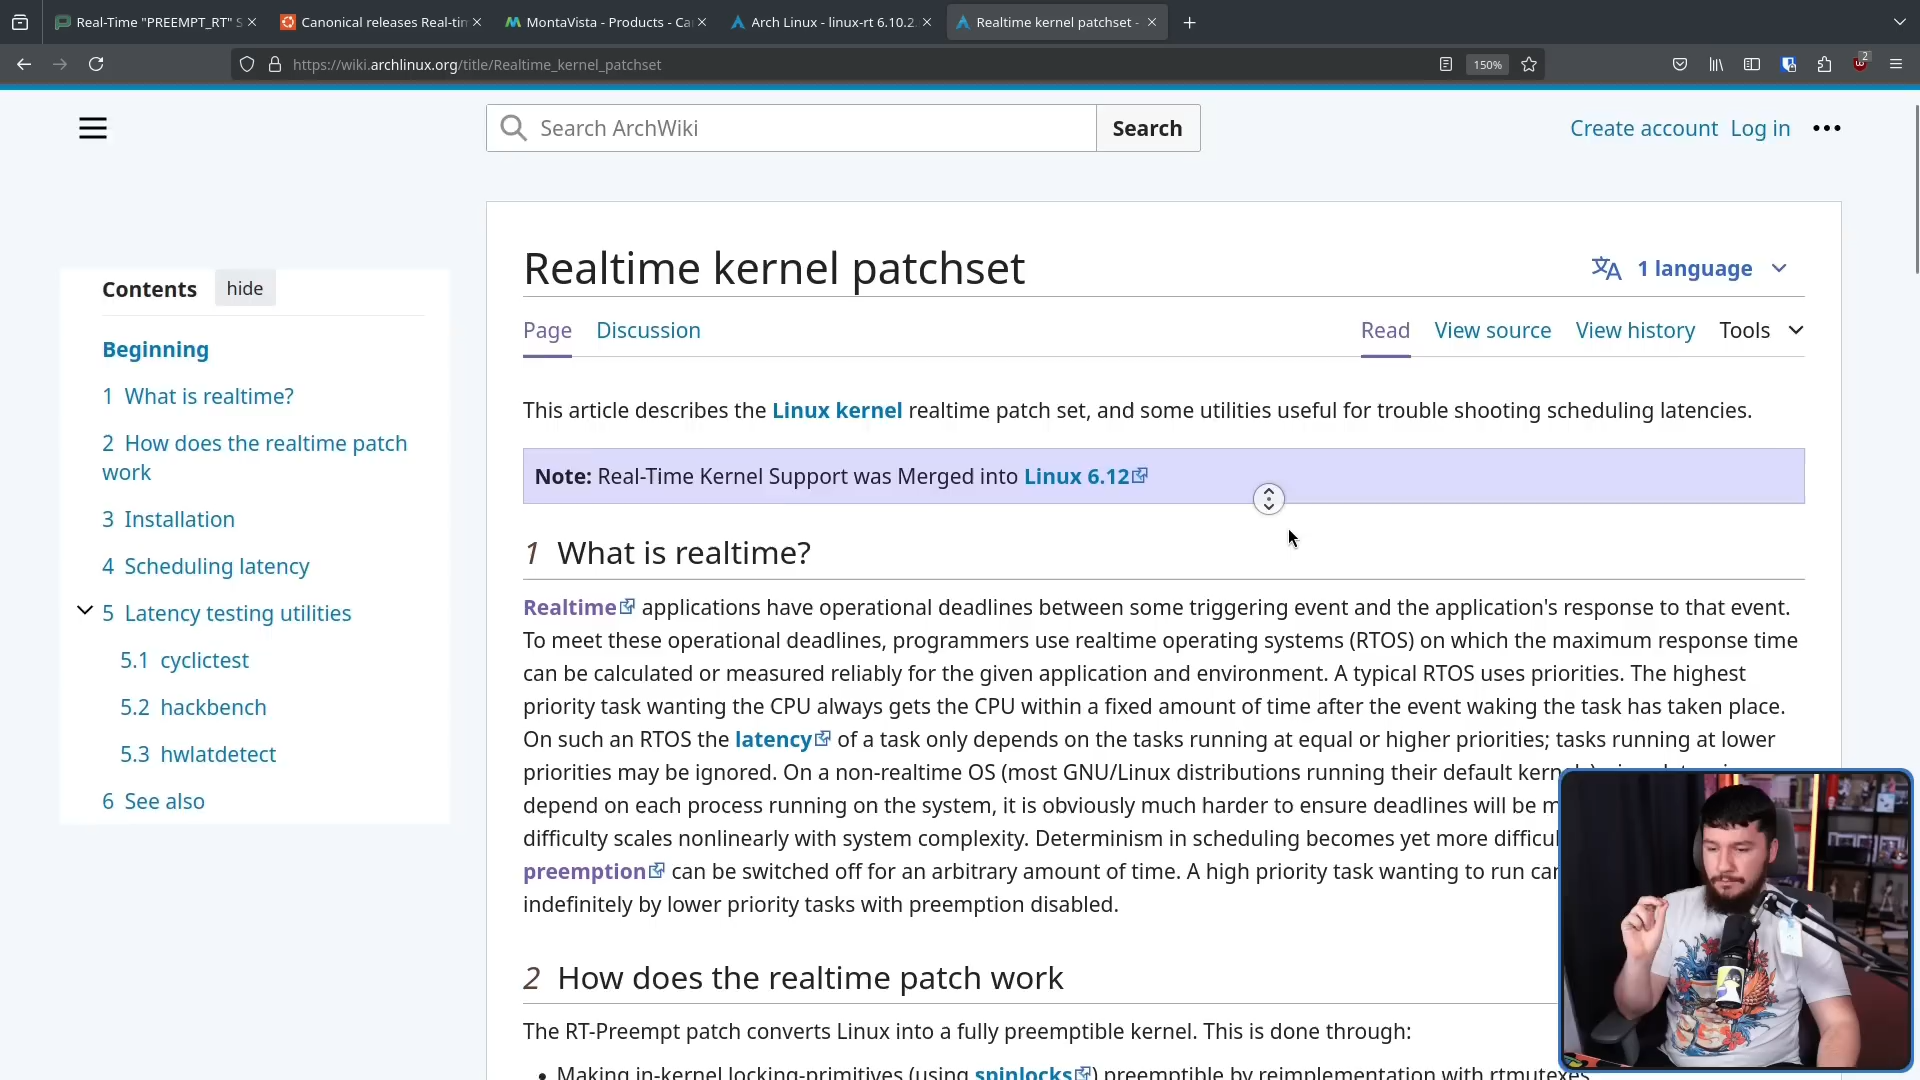 Real-Time "PREEMPT_RT" S
Canonical releases Real-tim
MontaVista - Products - Ca
Arch Linux - linux-rt 6.10.2.
Realtime kernel patchset -
https://wiki.archlinux.org/title/Realtime_kernel_patchset
150%
2
Search ArchWiki
Search
Create account Log in
Contents hide
Beginning
1 What is realtime?
2 How does the realtime patch
work
3 Installation
4 Scheduling latency
5 Latency testing utilities
5.1 cyclictest
5.2 hackbench
5.3 hwlatdetect
6 See also
Realtime kernel patchset
1 language
Page Discussion
Read View source View history Tools
This article describes the Linux kernel realtime patch set, and some utilities useful for trouble shooting scheduling latencies.
Note: Real-Time Kernel Support was Merged into Linux 6.12
1 What is realtime?
Realtime applications have operational deadlines between some triggering event and the application's response to that event.
To meet these operational deadlines, programmers use realtime operating systems (RTOS) on which the maximum response time
can be calculated or measured reliably for the given application and environment. A typical RTOS uses priorities. The highest
priority task wanting the CPU always gets the CPU within a fixed amount of time after the event waking the task has taken place.
On such an RTOS the latency of a task only depends on the tasks running at equal or higher priorities; tasks running at lower
priorities may be ignored. On a non-realtime OS (most GNU/Linux distributions running their default kern
depend on each process running on the system, it is obviously much harder to ensure deadlines will be m
difficulty scales nonlinearly with system complexity. Determinism in scheduling becomes yet more difficul
preemption can be switched off for an arbitrary amount of time. A high priority task wanting to run can
indefinitely by lower priority tasks with preemption disabled.
2 How does the realtime patch work
The RT-Preempt patch converts Linux into a fully preemptible kernel. This is done through:
• Making in-kernel locking-primitives (using spinlocks) preemptible by reimplementation with rtmutexes